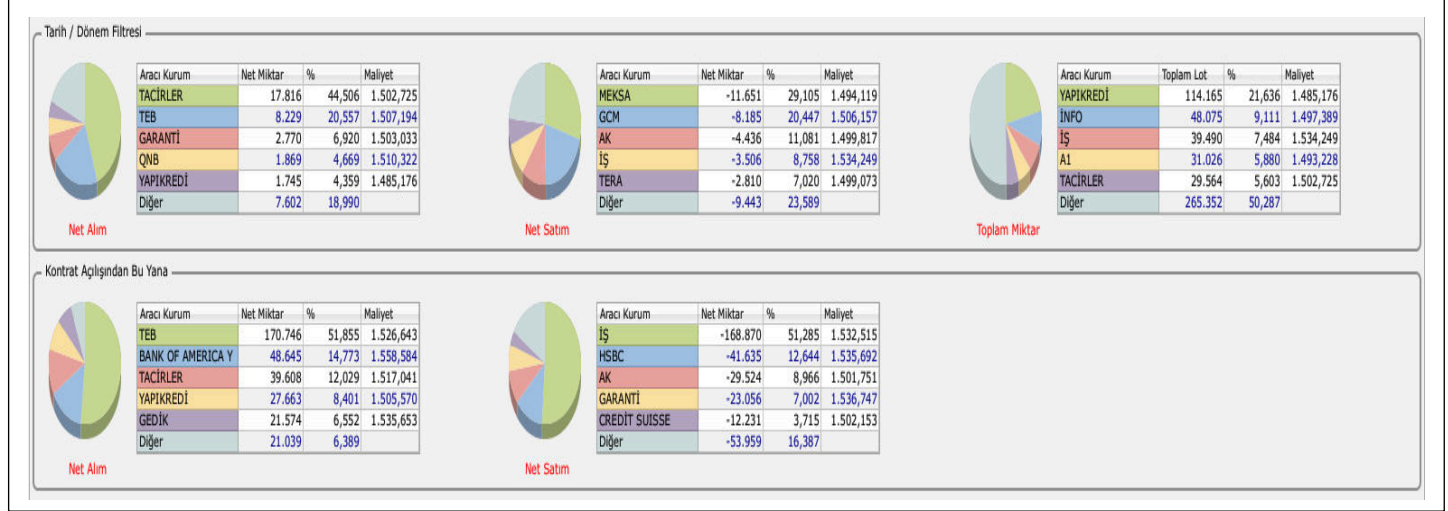 Tarih / Dönem Filtresi
Aracı Kurum Net Miktar % Maliyet
TACİRLER 17.816 44,506 1.502,725
TEB 8.229 20,557 1.507,194
GARANTİ 2.770 6,920 1.503,033
QNB 1.869 4,669 1.510,322
YAPIKREDİ 1.745 4,359 1.485,176
Diğer 7.602 18,990
Net Alım
Aracı Kurum Net Miktar % Maliyet
MEKSA -11.651 29,105 1.494,119
GCM -8.185 20,447 1.506,157
AK -4.436 11,081 1.499,817
İŞ -3.506 8,758 1.534,249
TERA -2.810 7,020 1.499,073
Diğer -9.443 23,589
Net Satım
Aracı Kurum Toplam Lot % Maliyet
YAPIKREDİ 114.165 21,636 1.485,176
İNFO 48.075 9,111 1.497,389
İŞ 39.490 7,484 1.534,249
A1 31.026 5,880 1.493,228
TACİRLER 29.564 5,603 1.502,725
Diğer 265.352 50,287
Toplam Miktar
Kontrat Açılışından Bu Yana
Aracı Kurum Net Miktar % Maliyet
TEB 170.746 51,855 1.526,643
BANK OF AMERICA Y 48.645 14,773 1.558,584
TACİRLER 39.608 12,029 1.517,041
YAPIKREDİ 27.663 8,401 1.505,570
GEDİK 21.574 6,552 1.535,653
Diğer 21.039 6,389
Net Alım
Aracı Kurum Net Miktar % Maliyet
İŞ -168.870 51,285 1.532,515
HSBC -41.635 12,644 1.535,692
AK -29.524 8,966 1.501,751
GARANTİ -23.056 7,002 1.536,747
CREDİT SUISSE -12.231 3,715 1.502,153
Diğer -53.959 16,387
Net Satım